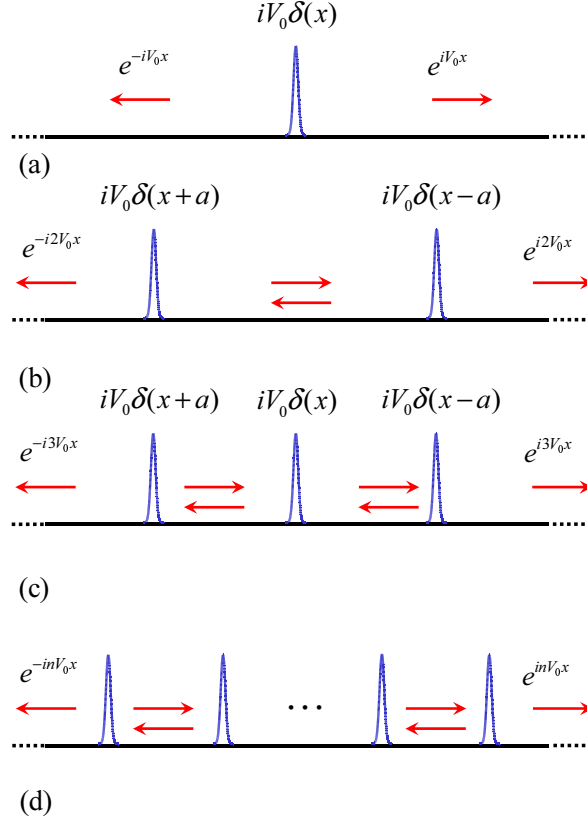 iV₀δ(x)
e^{-iV₀x} e^{iV₀x}
(a)
iV₀δ(x+a) iV₀δ(x−a)
e^{-i2V₀x} e^{i2V₀x}
(b)
iV₀δ(x+a) iV₀δ(x) iV₀δ(x−a)
e^{-i3V₀x} e^{i3V₀x}
(c)
e^{-inV₀x} ··· e^{inV₀x}
(d)